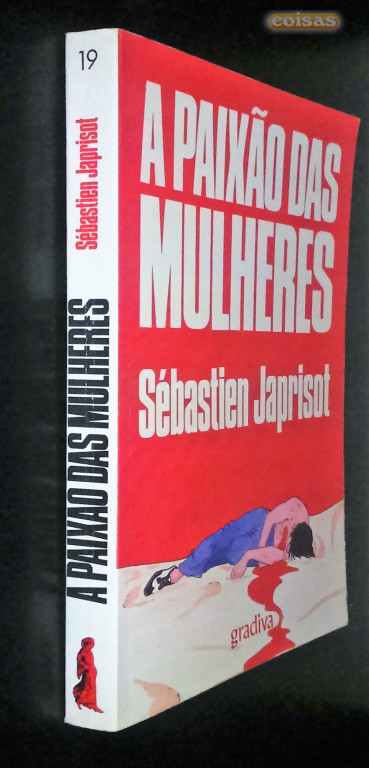 coisas
19
Sébastien Japrisot
A PAIXÃO DAS MULHERES
A PAIXÃO DAS
MULHERES
Sébastien Japrisot
gradiva